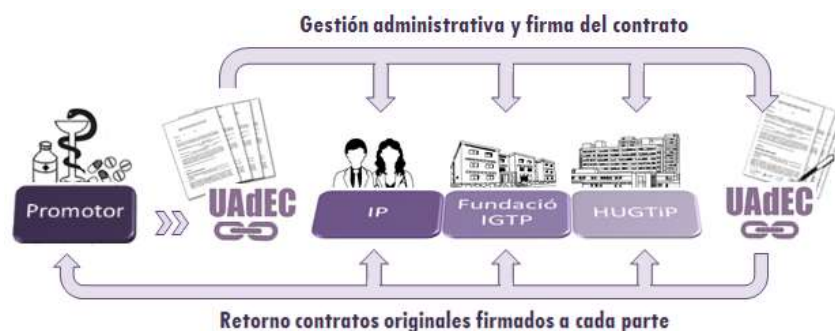 Gestión administrativa y firma del contrato
Promotor
UAdEC
IP
Fundació
IGTP
HUGTiP
UAdEC
Retorno contratos originales firmados a cada parte